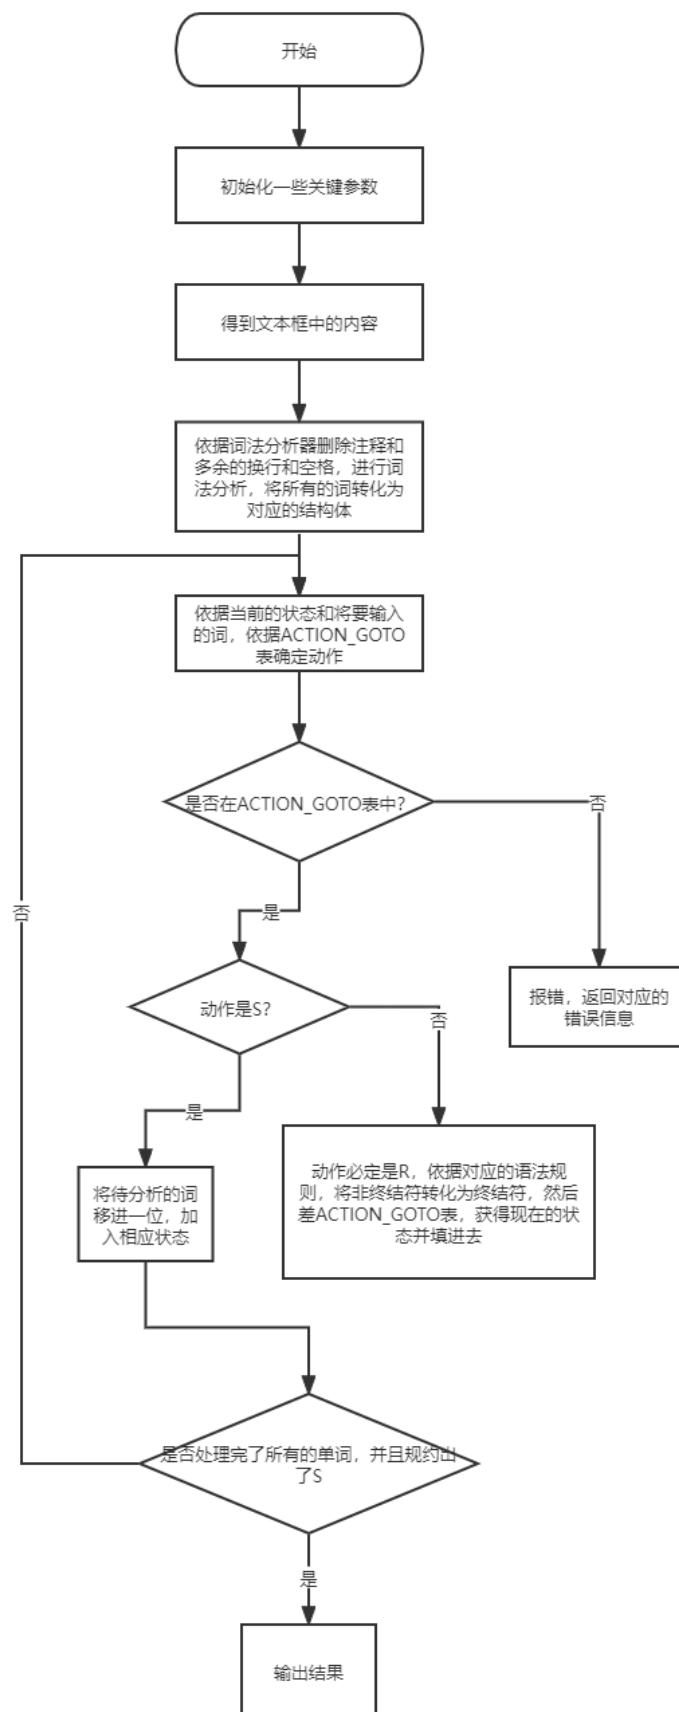 开始
初始化一些关键参数
得到文本框中的内容
依据词法分析器删除注释和
多余的换行和空格，进行词
法分析，将所有的词转化为
对应的结构体
依据当前的状态和将要输入
的词，依据ACTION_GOTO
表确定动作
是否在ACTION_GOTO表中？
否
是
否
动作是S？
报错，返回对应的
错误信息
否
是
将待分析的词
移进一位，加
入相应状态
动作必定是R，依据对应的语法规
则，将非终结符转化为终结符，然后
差ACTION_GOTO表，获得现在的状
态并填进去
是否处理完了所有的单词，并且规约出
了S
是
输出结果